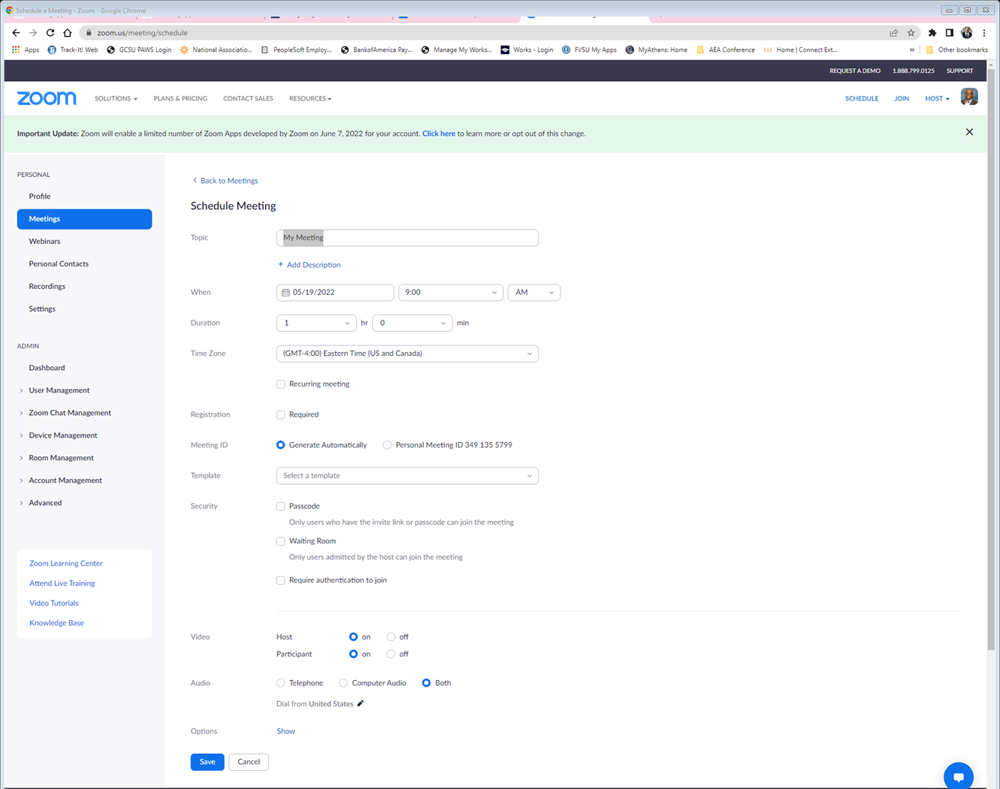 Schedule a Meeting - Zoom - Google Chrome
zoom.us/meeting/schedule
Apps Track-It! Web GCSU PAWS Login National Associatio... PeopleSoft Employ... BankofAmerica Pay... Manage My Works... Works - Login FVSU My Apps MyAthens: Home AEA Conference Home | Connect Ext... » Other bookmarks
REQUEST A DEMO 1.888.799.0125 SUPPORT
zoom SOLUTIONS PLANS & PRICING CONTACT SALES RESOURCES SCHEDULE JOIN HOST
Important Update: Zoom will enable a limited number of Zoom Apps developed by Zoom on June 7, 2022 for your account. Click here to learn more or opt out of this change.
PERSONAL
Profile
Meetings
Webinars
Personal Contacts
Recordings
Settings
ADMIN
Dashboard
User Management
Zoom Chat Management
Device Management
Room Management
Account Management
Advanced
Zoom Learning Center
Attend Live Training
Video Tutorials
Knowledge Base
Back to Meetings
Schedule Meeting
Topic My Meeting
+ Add Description
When 05/19/2022 9:00 AM
Duration 1 hr 0 min
Time Zone (GMT-4:00) Eastern Time (US and Canada)
Recurring meeting
Registration Required
Meeting ID Generate Automatically Personal Meeting ID 349 135 5799
Template Select a template
Security Passcode
Only users who have the invite link or passcode can join the meeting
Waiting Room
Only users admitted by the host can join the meeting
Require authentication to join
Video Host on off
Participant on off
Audio Telephone Computer Audio Both
Dial from United States
Options Show
Save Cancel